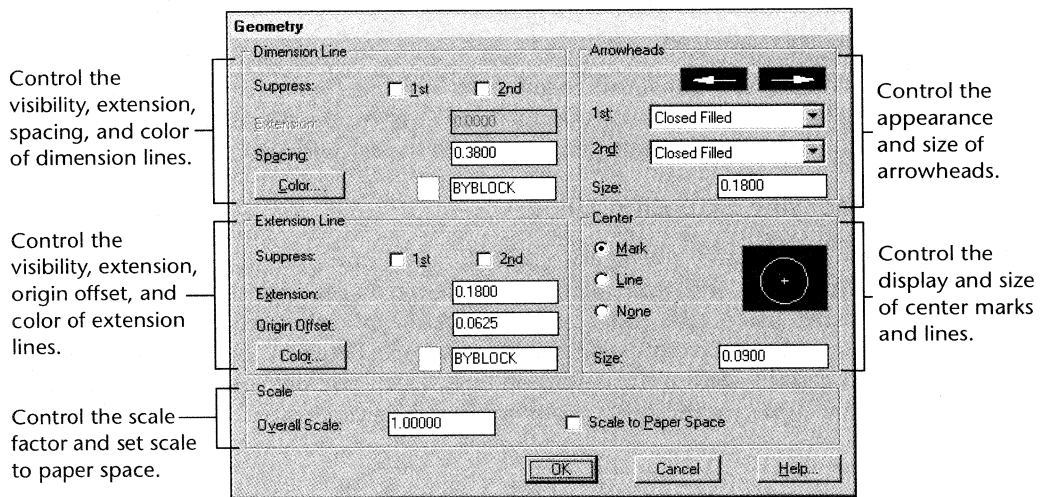 Geometry
Dimension Line
Suppress:
1st
2nd
Extension:
0.0000
Spacing:
0.3800
Color...
BYBLOCK
Arrowheads
1st:
Closed Filled
2nd:
Closed Filled
Size:
0.1800
Extension Line
Suppress:
1st
2nd
Extension:
0.1800
Origin Offset:
0.0625
Color...
BYBLOCK
Center
Mark
Line
None
Size:
0.0900
Scale
Overall Scale:
1.00000
Scale to Paper Space
OK
Cancel
Help...
Control the
visibility, extension,
spacing, and color
of dimension lines.
Control the
visibility, extension,
origin offset, and
color of extension
lines.
Control the scale
factor and set scale
to paper space.
Control the
appearance
and size of
arrowheads.
Control the
display and size
of center marks
and lines.